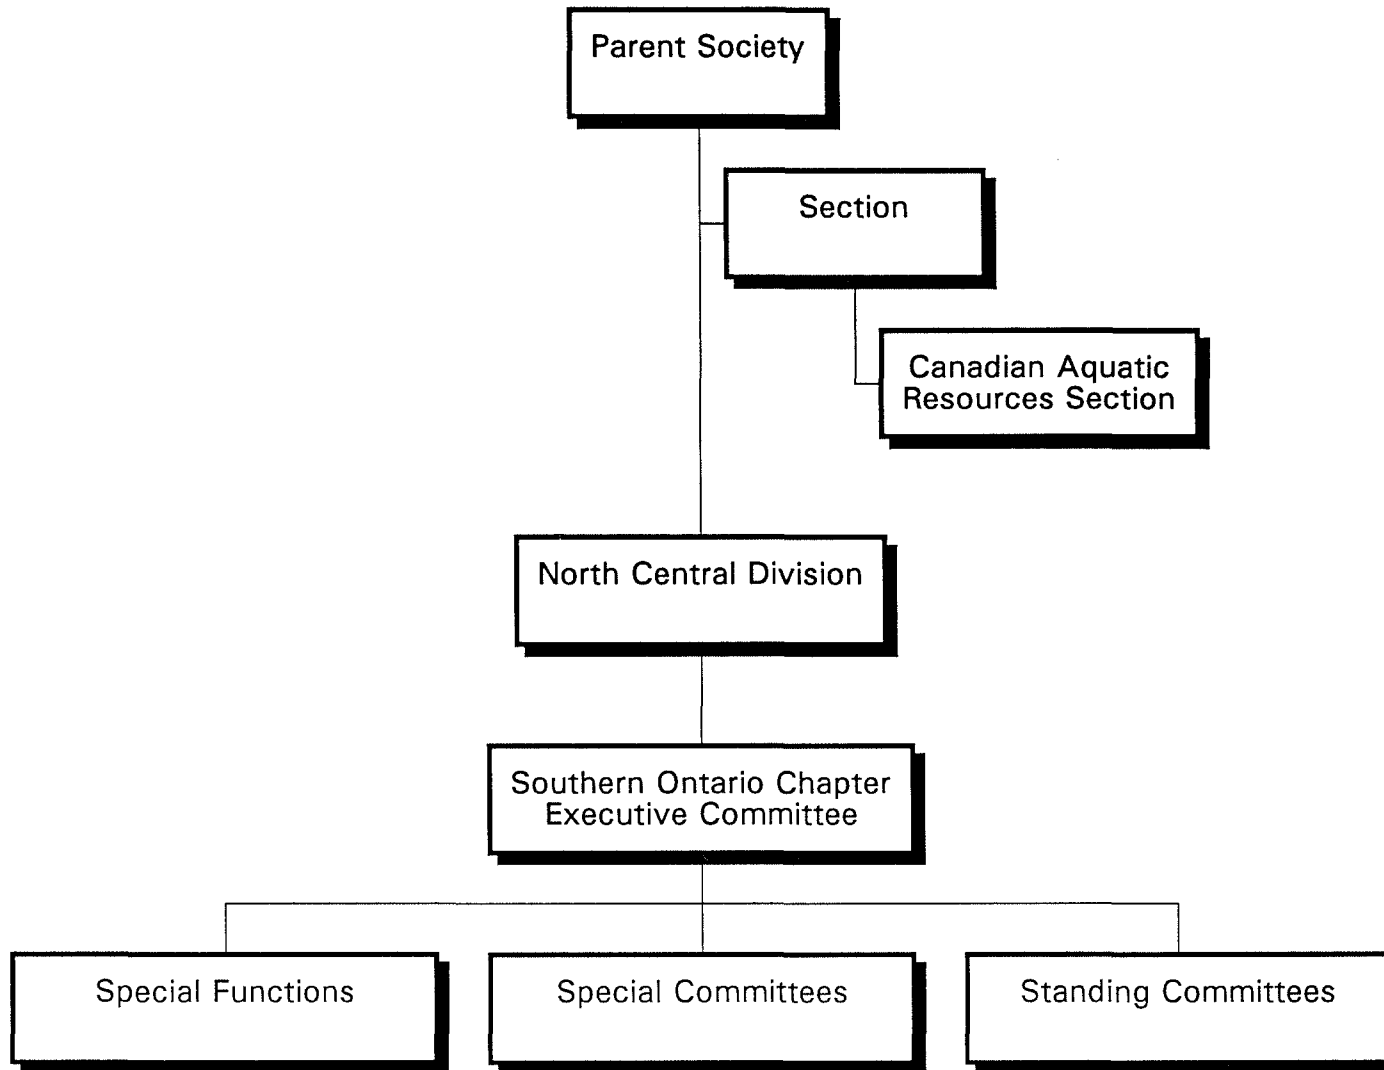 Parent Society
Section
Canadian Aquatic
Resources Section
North Central Division
Southern Ontario Chapter
Executive Committee
Special Functions
Special Committees
Standing Committees